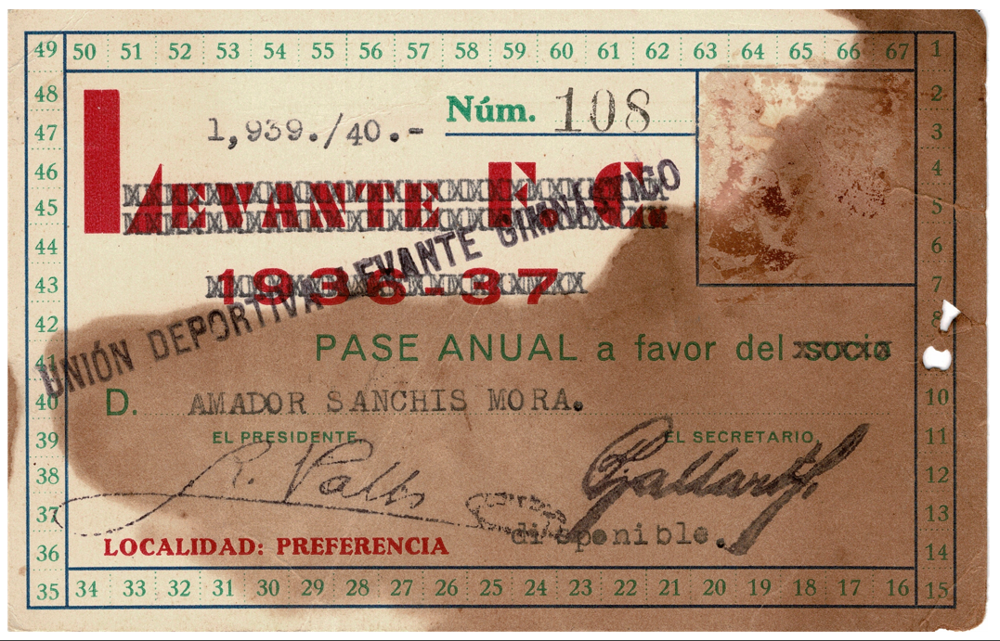 49 50 51 52 53 54 55 56 57 58 59 60 61 62 63 64 65 66 67 1
48 2
47 3
46 4
45 5
44 6
43 7
42 8
41
40 10
39 11
38 12
37 13
36 14
35 34 33 32 31 30 29 28 27 26 25 24 23 22 21 20 19 18 17 16 15
1,939./40.-
Núm. 108
LEVANTE F. C.
1936-37
UNIÓN DEPORTIVA LEVANTE GIMNASTICO
PASE ANUAL a favor del socio
D. AMADOR SANCHIS MORA.
EL PRESIDENTE,
EL SECRETARIO,
R. Valls
disponible.
LOCALIDAD: PREFERENCIA